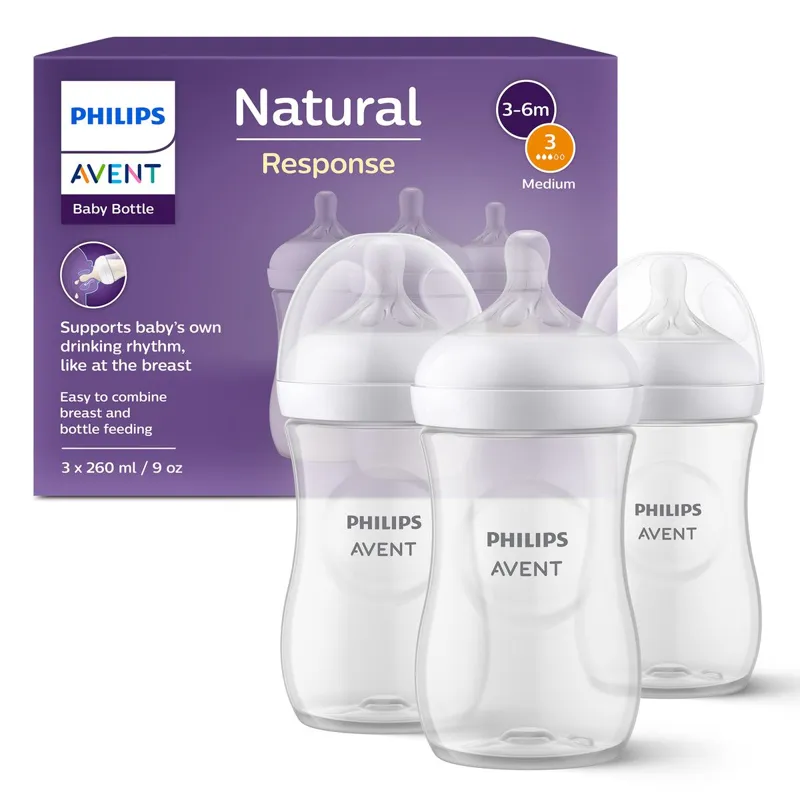 PHILIPS
AVENT
Baby Bottle
Natural
Response
3-6m
3
Medium
Supports baby's own
drinking rhythm,
like at the breast
Easy to combine
breast and
bottle feeding
3 x 260 ml / 9 oz
PHILIPS
AVENT
PHILIPS
AVENT
PHILIPS
AVENT